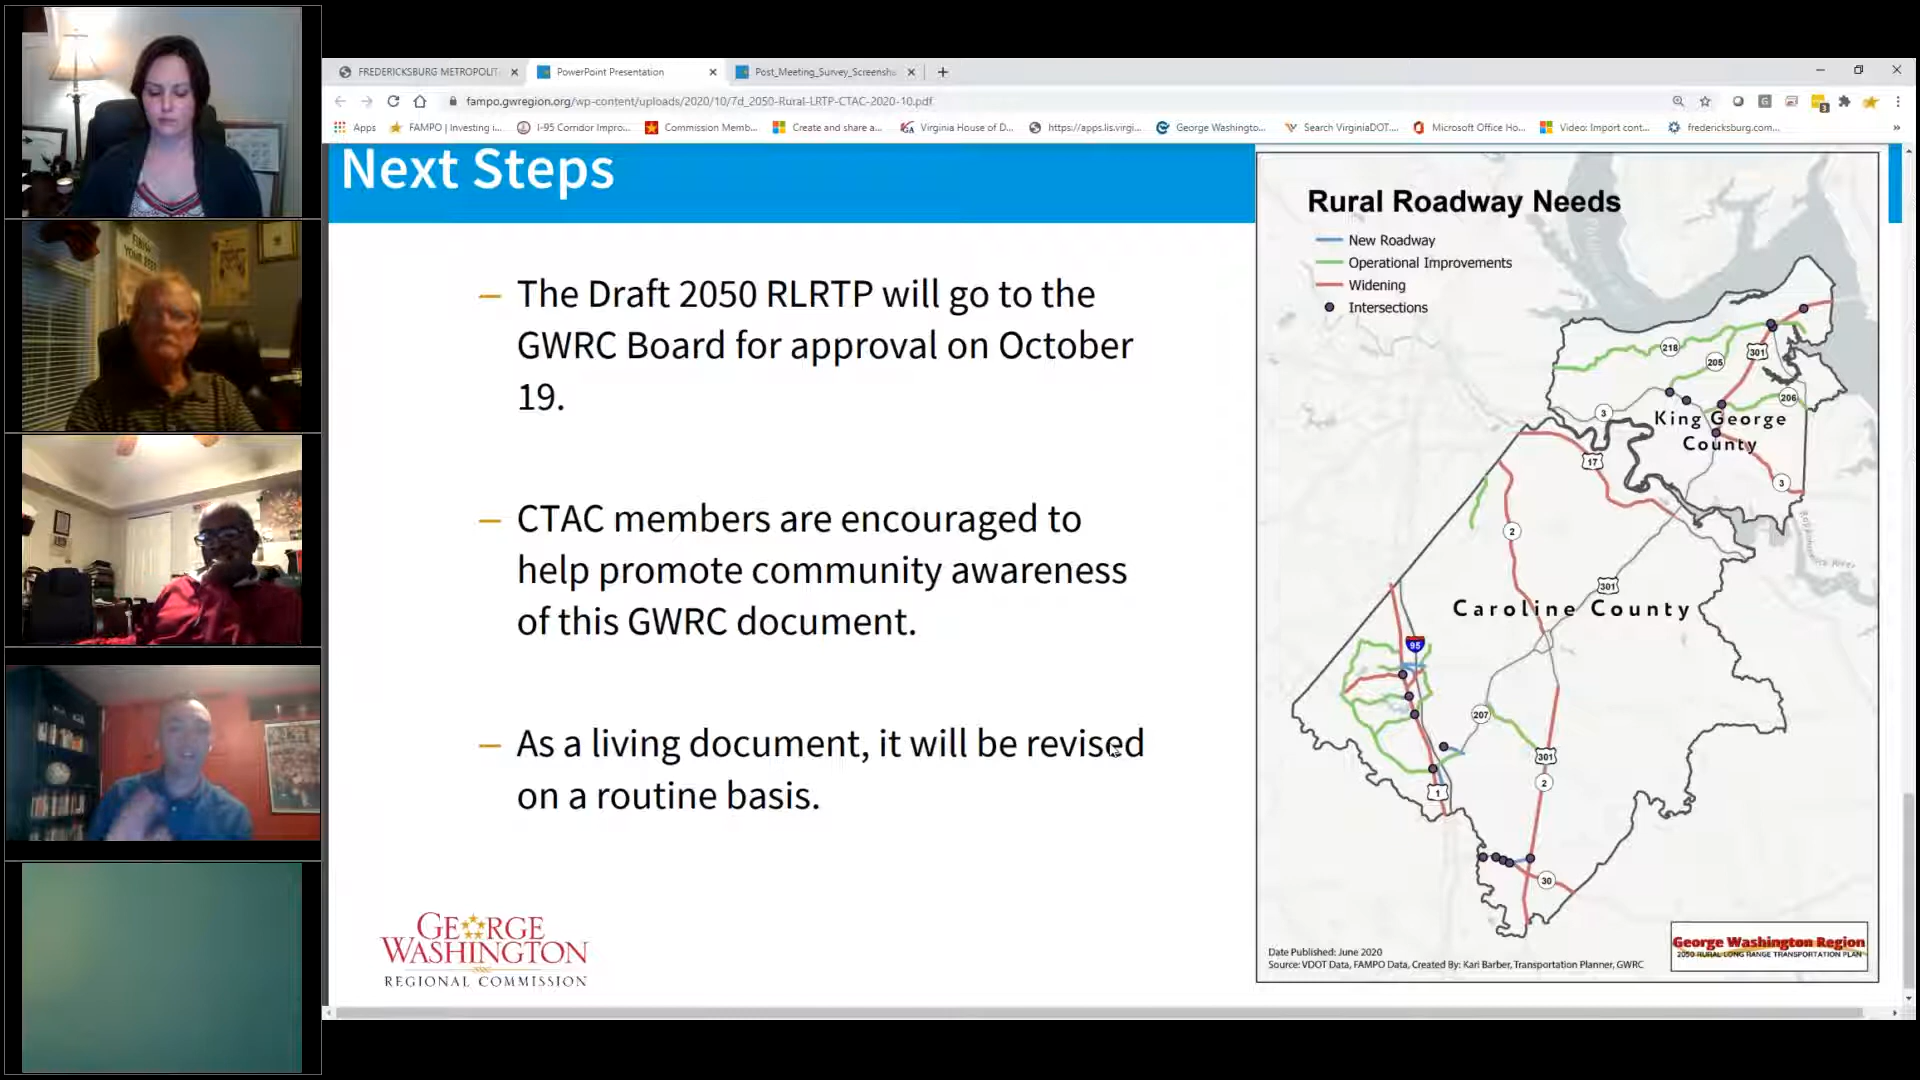 FINISH
YOUR BEER
FREDERICKSBURG METROPOLIT
PowerPoint Presentation
Post_Meeting_Survey_Screensh
fampo.gwregion.org/wp-content/uploads/2020/10/7d_2050-Rural-LRTP-CTAC-2020-10.pdf
Apps
FAMPO | Investing i...
I-95 Corridor Impro...
Commission Memb...
Create and share a...
Virginia House of D...
https://apps.lis.virgi...
George Washingto...
Search VirginiaDOT....
Microsoft Office Ho...
Video: Import cont...
fredericksburg.com...
»
Next Steps
– The Draft 2050 RLRTP will go to the
GWRC Board for approval on October
19.
– CTAC members are encouraged to
help promote community awareness
of this GWRC document.
– As a living document, it will be revised
on a routine basis.
GEORGE
WASHINGTON
REGIONAL COMMISSION
Rural Roadway Needs
New Roadway
Operational Improvements
Widening
Intersections
218
301
205
206
3
King George
County
17
3
2
301
Caroline County
95
207
301
2
1
30
Date Published: June 2020
Source: VDOT Data, FAMPO Data, Created By: Kari Barber, Transportation Planner, GWRC
George Washington Region
2050 RURAL LONG RANGE TRANSPORTATION PLAN